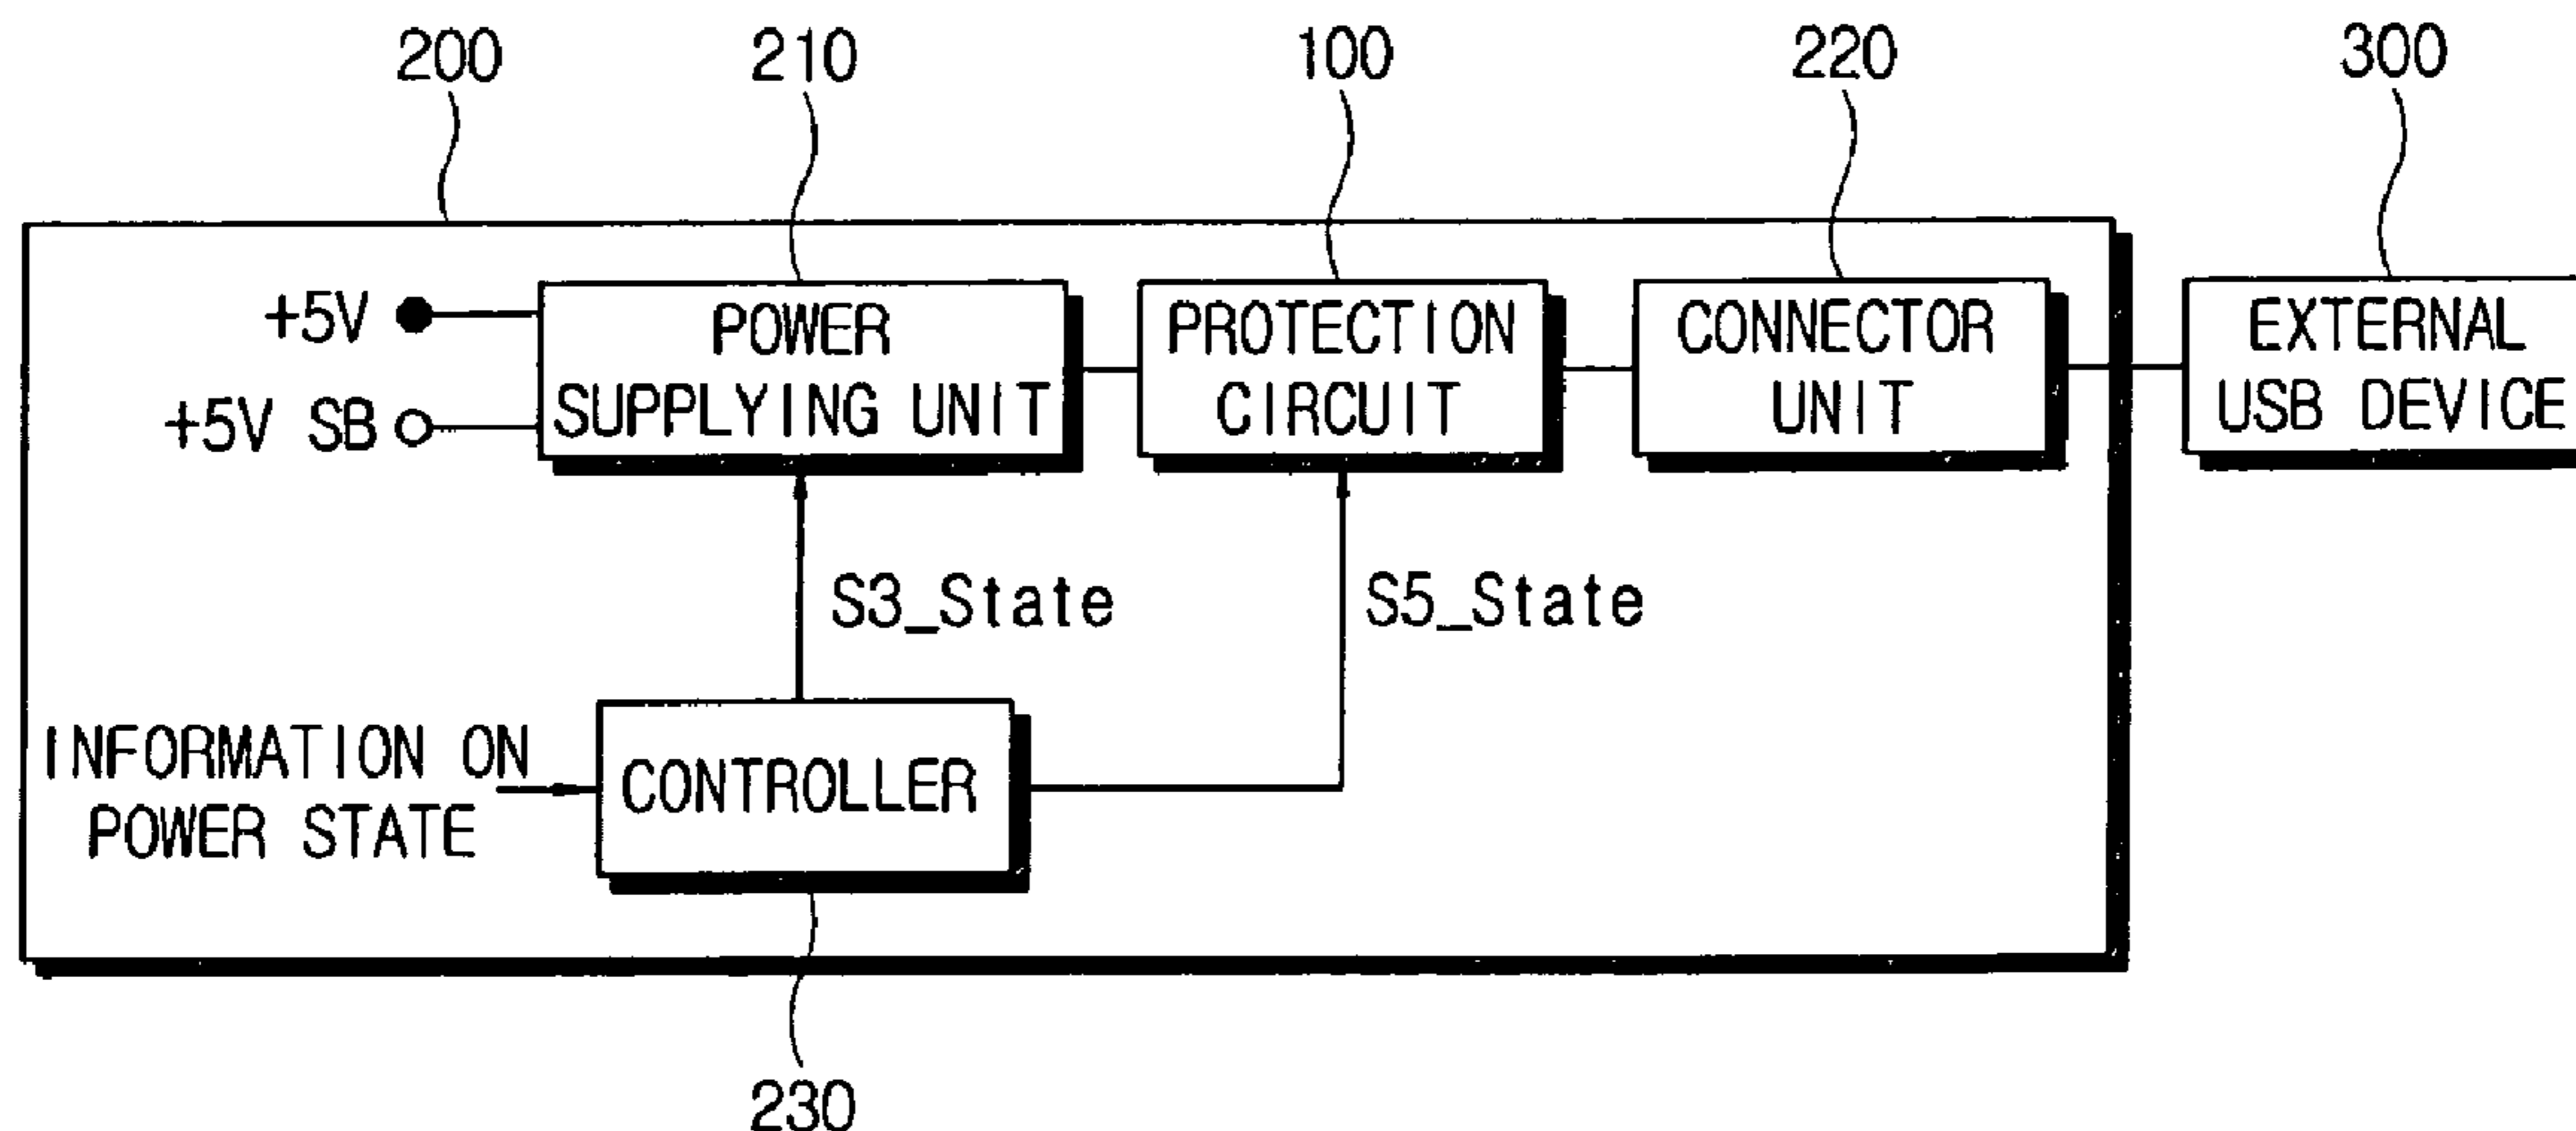 200
210
100
220
300
+5V
+5V SB
POWER
SUPPLYING UNIT
PROTECTION
CIRCUIT
CONNECTOR
UNIT
EXTERNAL
USB DEVICE
S3_State
S5_State
INFORMATION ON
POWER STATE
CONTROLLER
230